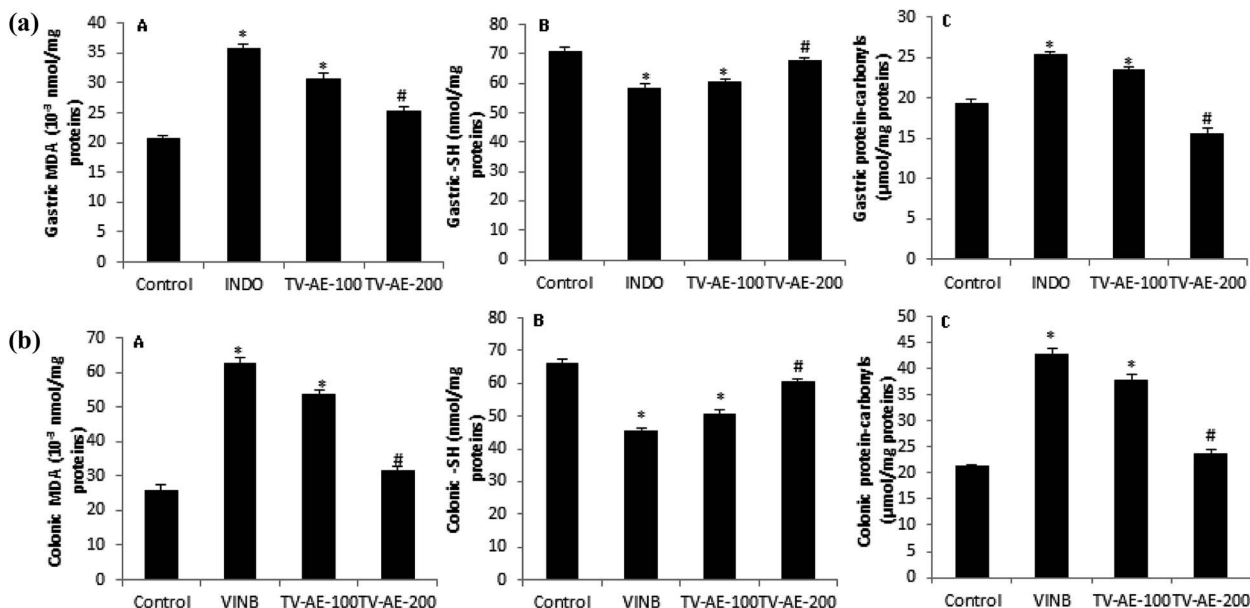 (a)
A
Gastric MDA (10⁻³ nmol/mg
proteins)
40
35
30
25
20
15
10
5
0
*
*
#
Control INDO TV-AE-100 TV-AE-200
B
Gastric -SH (nmol/mg
proteins)
80
70
60
50
40
30
20
10
0
*
*
#
Control INDO TV-AE-100 TV-AE-200
C
Gastric protein-carbonyls
(µmol/mg proteins)
30
25
20
15
10
5
0
*
*
#
Control INDO TV-AE-100 TV-AE-200
(b)
A
Colonic MDA (10⁻³ nmol/mg
proteins)
70
60
50
40
30
20
10
0
*
*
#
Control VINB TV-AE-100 TV-AE-200
B
Colonic -SH (nmol/mg
proteins)
80
70
60
50
40
30
20
10
0
*
*
#
Control VINB TV-AE-100 TV-AE-200
C
Colonic protein-carbonyls
(µmol/mg proteins)
50
45
40
35
30
25
20
15
10
5
0
*
*
#
Control VINB TV-AE-100 TV-AE-200